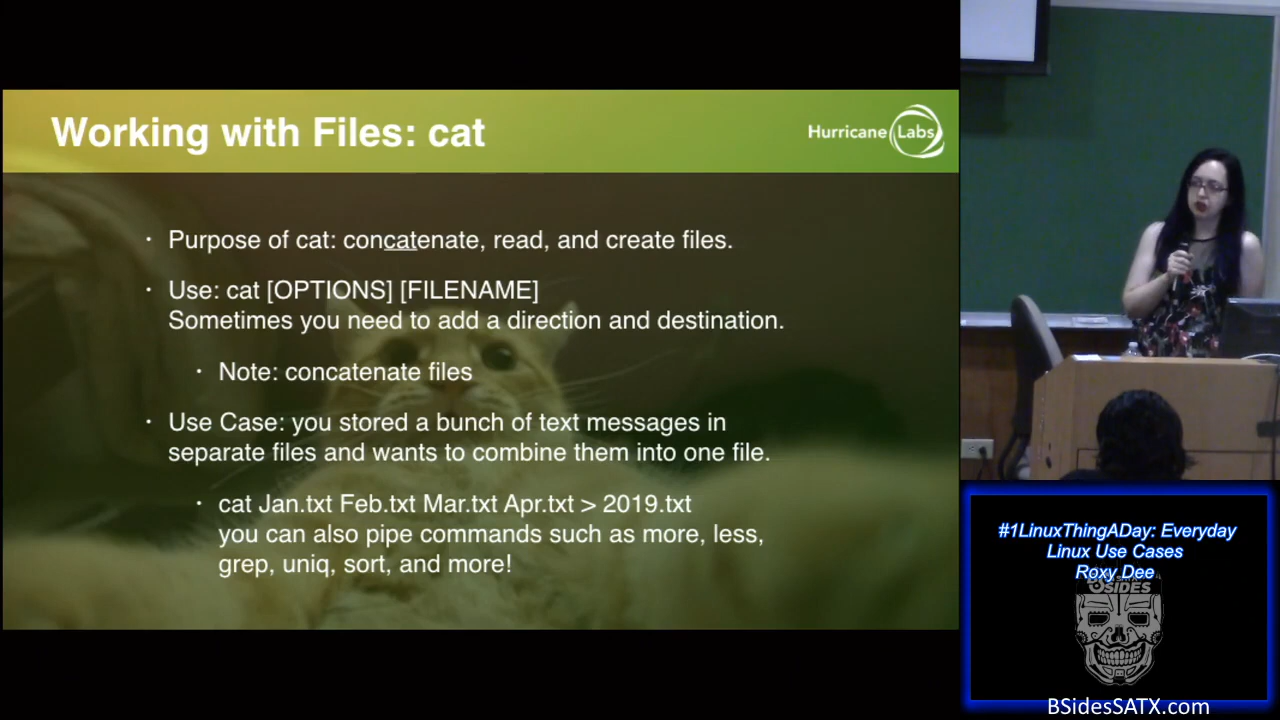 Working with Files: cat
Hurricane Labs
· Purpose of cat: concatenate, read, and create files.
· Use: cat [OPTIONS] [FILENAME]
Sometimes you need to add a direction and destination.
· Note: concatenate files
· Use Case: you stored a bunch of text messages in
separate files and wants to combine them into one file.
· cat Jan.txt Feb.txt Mar.txt Apr.txt > 2019.txt
you can also pipe commands such as more, less,
grep, uniq, sort, and more!
#1LinuxThingADay: Everyday
Linux Use Cases
Roxy Dee
BSIDES
BSidesSATX.com